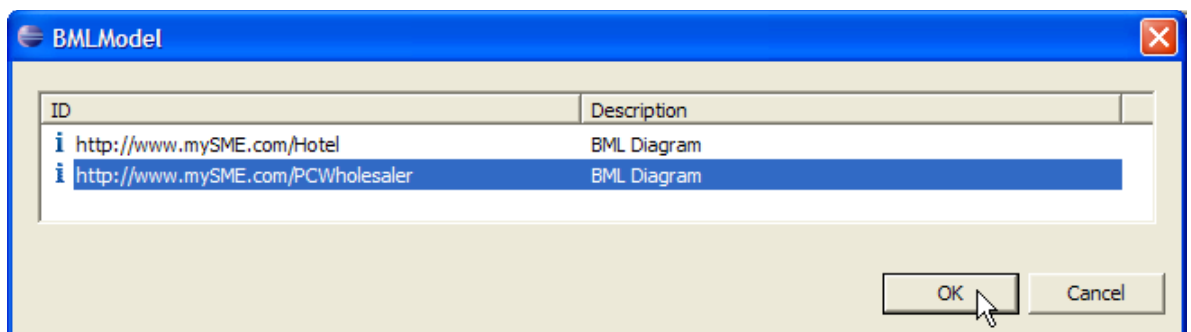 BMLModel
ID Description
http://www.mySME.com/Hotel BML Diagram
http://www.mySME.com/PCWholesaler BML Diagram
OK Cancel